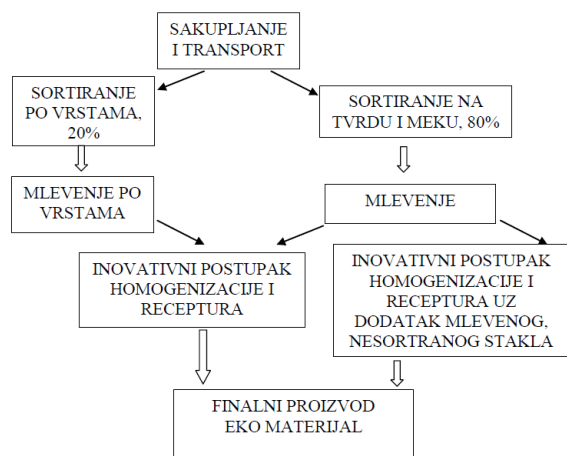 SAKUPLJANJE
I TRANSPORT
SORTIRANJE
PO VRSTAMA,
20%
SORTIRANJE NA
TVRDU I MEKU, 80%
MLEVENJE PO
VRSTAMA
MLEVENJE
INOVATIVNI POSTUPAK
HOMOGENIZACIJE I
RECEPTURA
INOVATIVNI POSTUPAK
HOMOGENIZACIJE I
RECEPTURA UZ
DODATAK MLEVENOG,
NESORTRANOG STAKLA
FINALNI PROIZVOD
EKO MATERIJAL